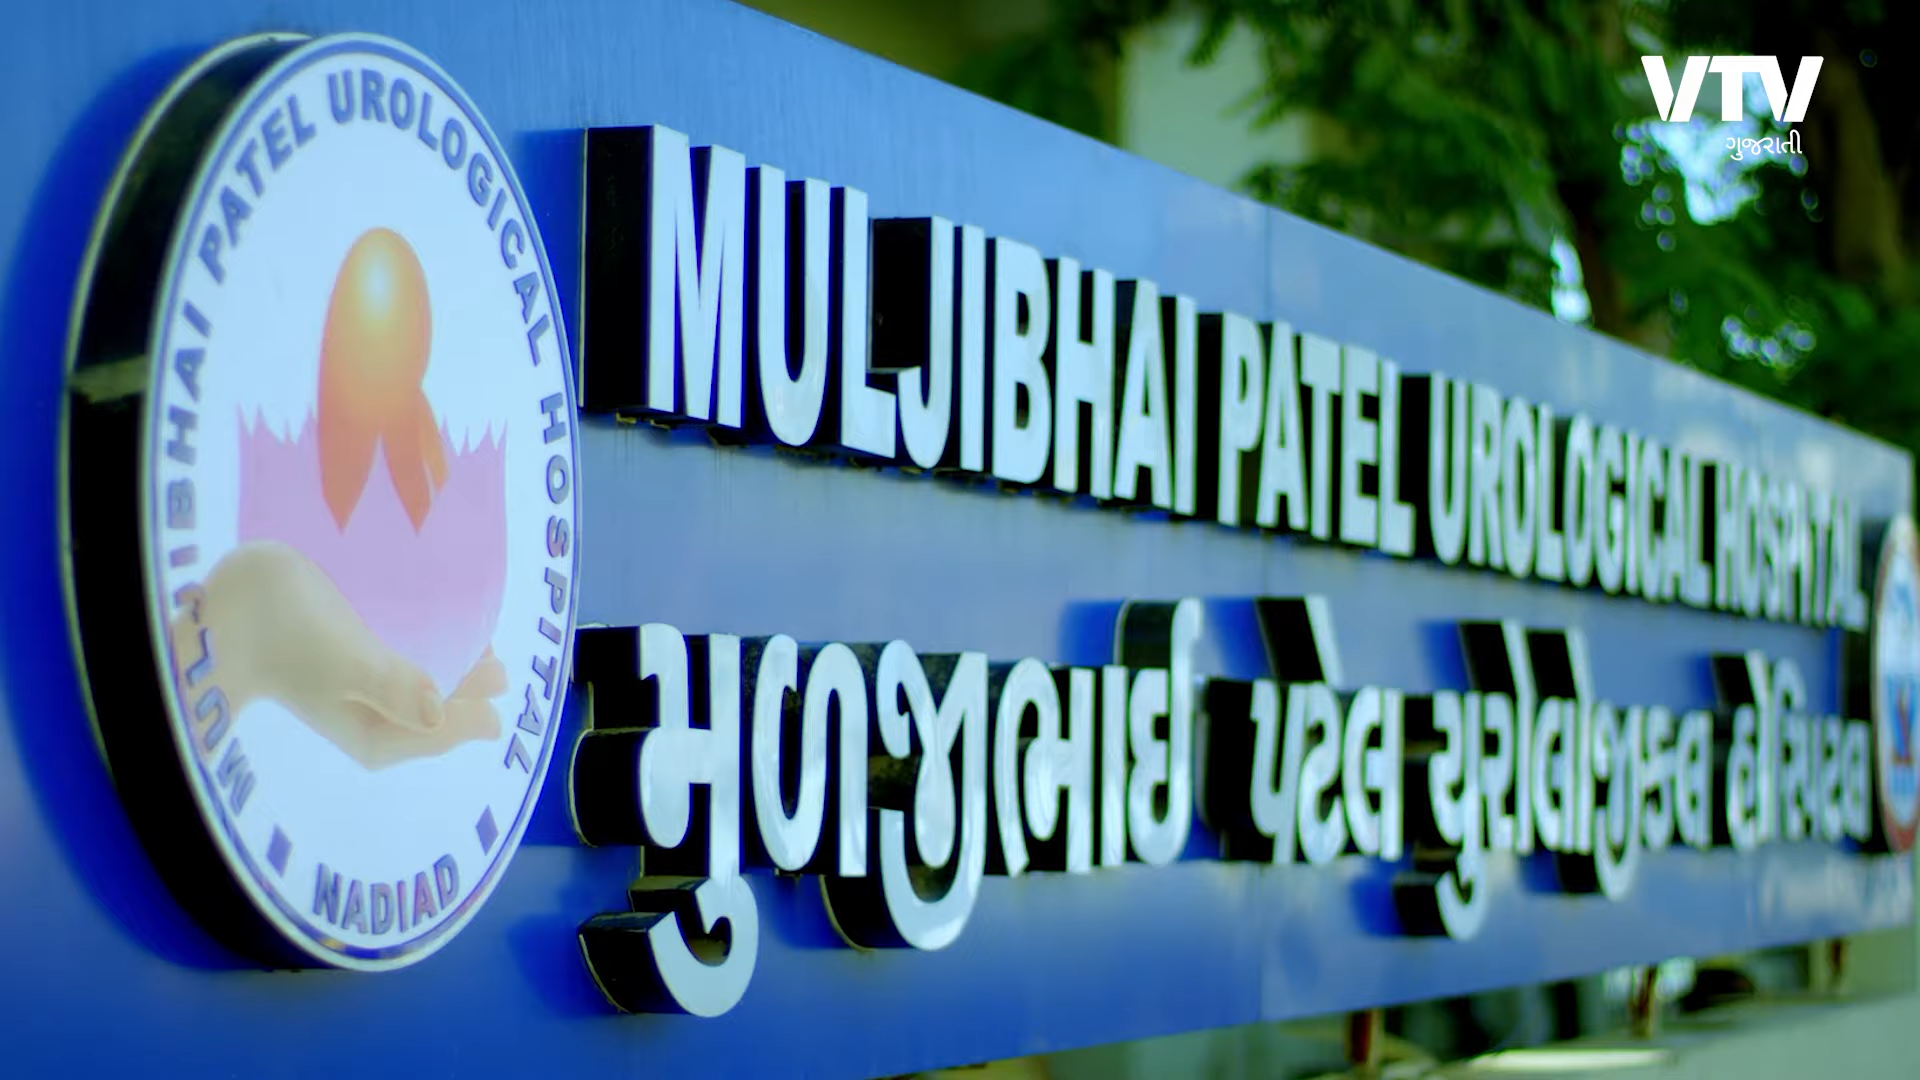 MULJIBHAI PATEL UROLOGICAL HOSPITAL
NADIAD
MULJIBHAI PATEL UROLOGICAL HOSPITAL
મુળજીભાઈ પટેલ યુરોલોજીકલ હોસ્પિટલ
VTV
ગુજરાતી